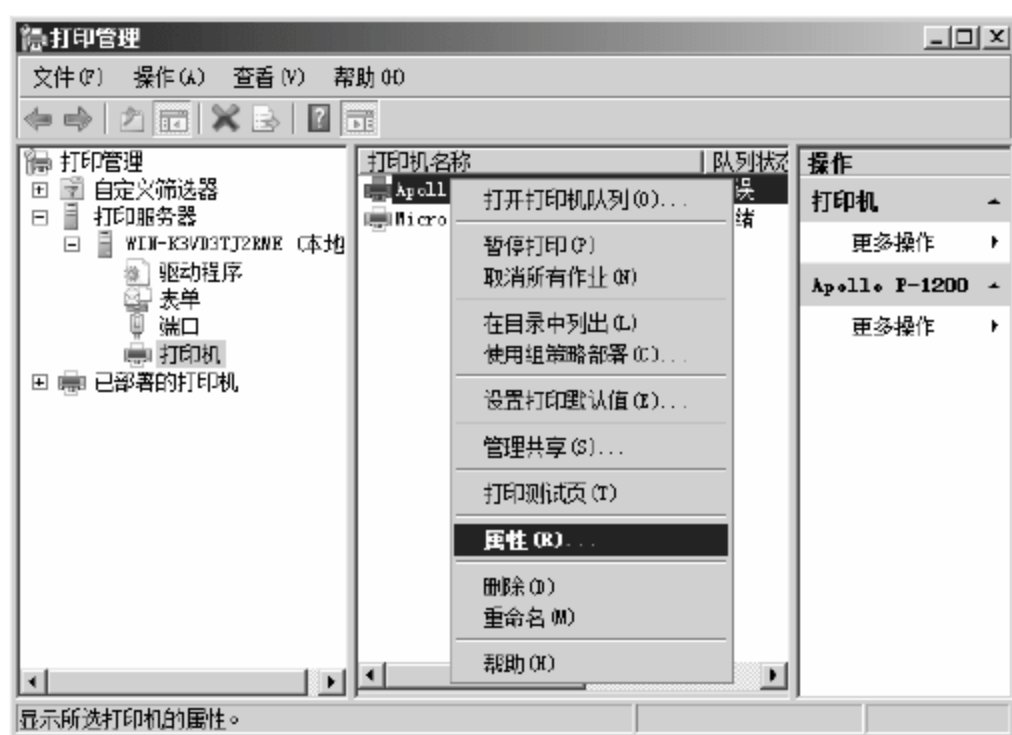 打印管理
文件(F) 操作(A) 查看(V) 帮助(H)
打印管理
自定义筛选器
打印服务器
WIN-K3VD3TJ2RME (本地
驱动程序
表单
端口
打印机
已部署的打印机
打印机名称 队列状态
Apoll
Micro 绪
打开打印机队列(O)...
暂停打印(P)
取消所有作业(N)
在目录中列出(L)
使用组策略部署(C)...
设置打印默认值(E)...
管理共享(S)...
打印测试页(T)
属性(R)...
删除(D)
重命名(M)
帮助(H)
操作
打印机
更多操作
Apollo P-1200
更多操作
显示所选打印机的属性。